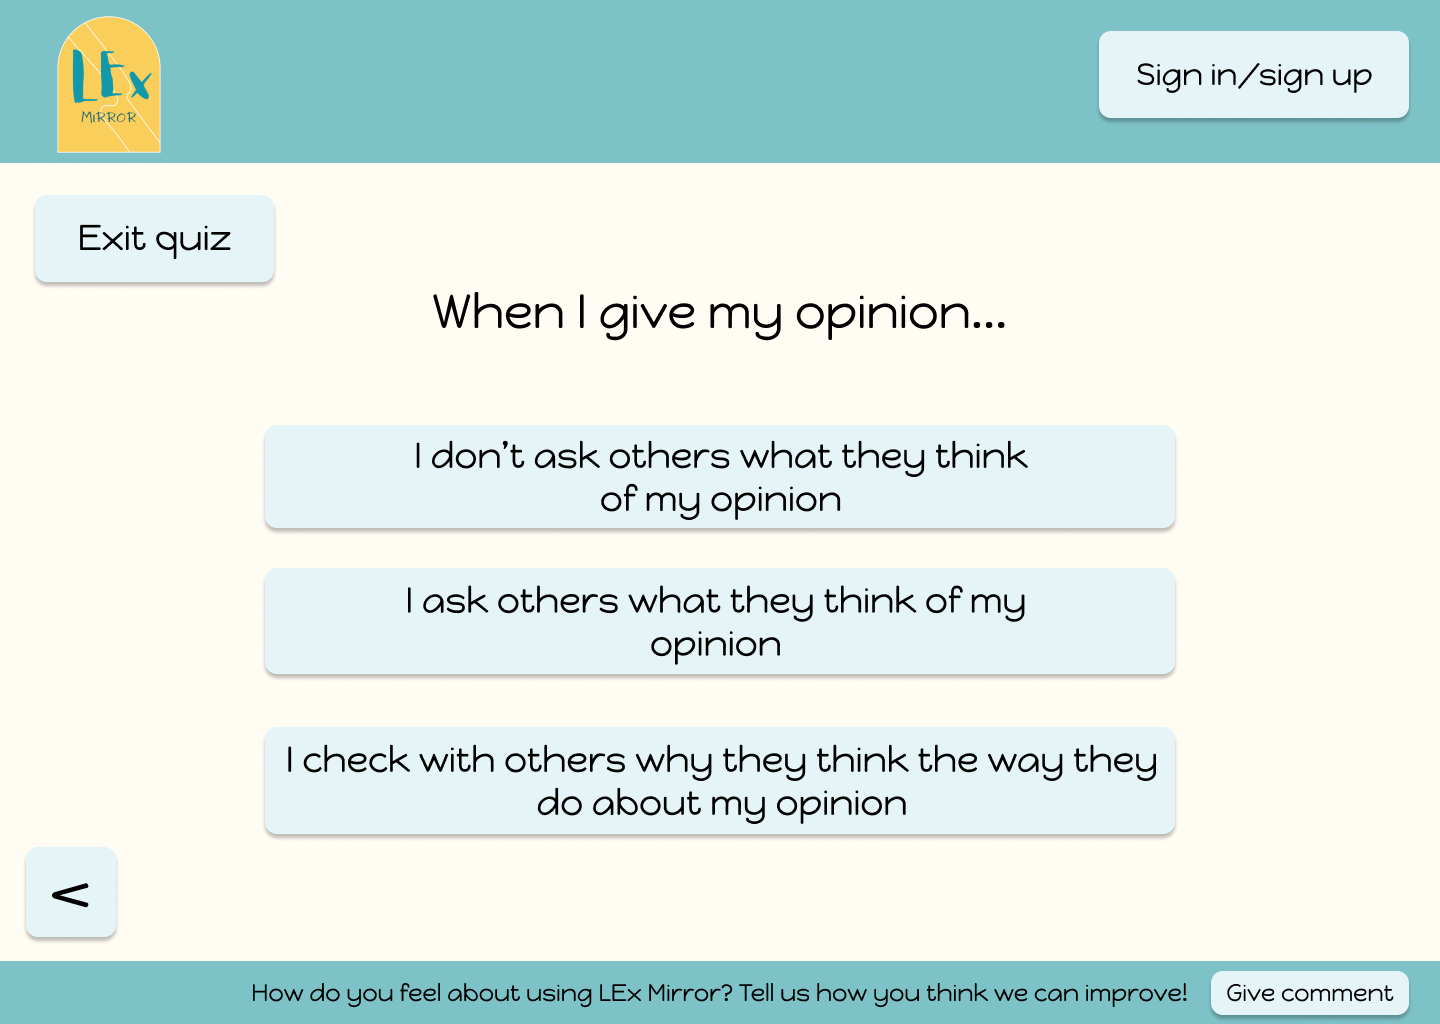 LEx
MIRROR
Sign in/sign up
Exit quiz
When I give my opinion...
I don't ask others what they think
of my opinion
I ask others what they think of my
opinion
I check with others why they think the way they
do about my opinion
<
How do you feel about using LEx Mirror? Tell us how you think we can improve!
Give comment